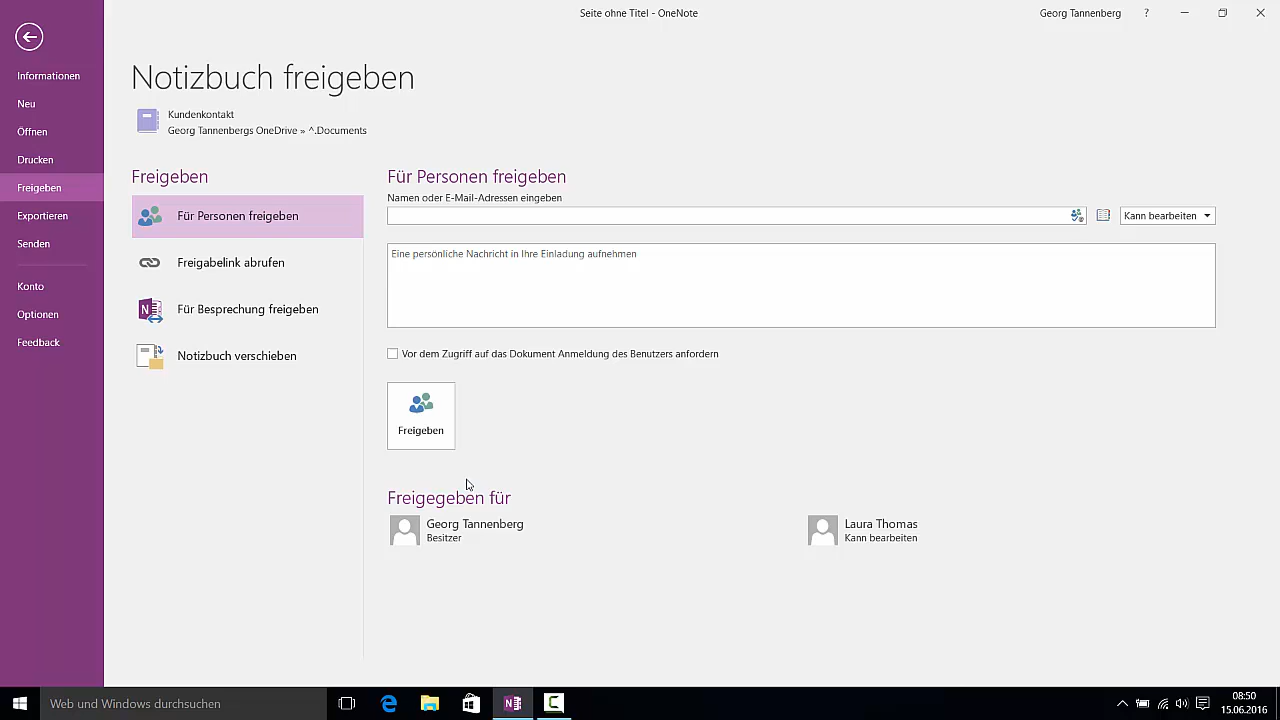 Seite ohne Titel - OneNote
Georg Tannenberg
?
Informationen
Neu
Öffnen
Drucken
Freigeben
Exportieren
Senden
Konto
Optionen
Feedback
Notizbuch freigeben
Kundenkontakt
Georg Tannenbergs OneDrive » ^.Documents
Freigeben
Für Personen freigeben
Freigabelink abrufen
Für Besprechung freigeben
Notizbuch verschieben
Für Personen freigeben
Namen oder E-Mail-Adressen eingeben
Kann bearbeiten
Eine persönliche Nachricht in Ihre Einladung aufnehmen
Vor dem Zugriff auf das Dokument Anmeldung des Benutzers anfordern
Freigeben
Freigegeben für
Georg Tannenberg
Besitzer
Laura Thomas
Kann bearbeiten
Web und Windows durchsuchen
08:50
15.06.2016